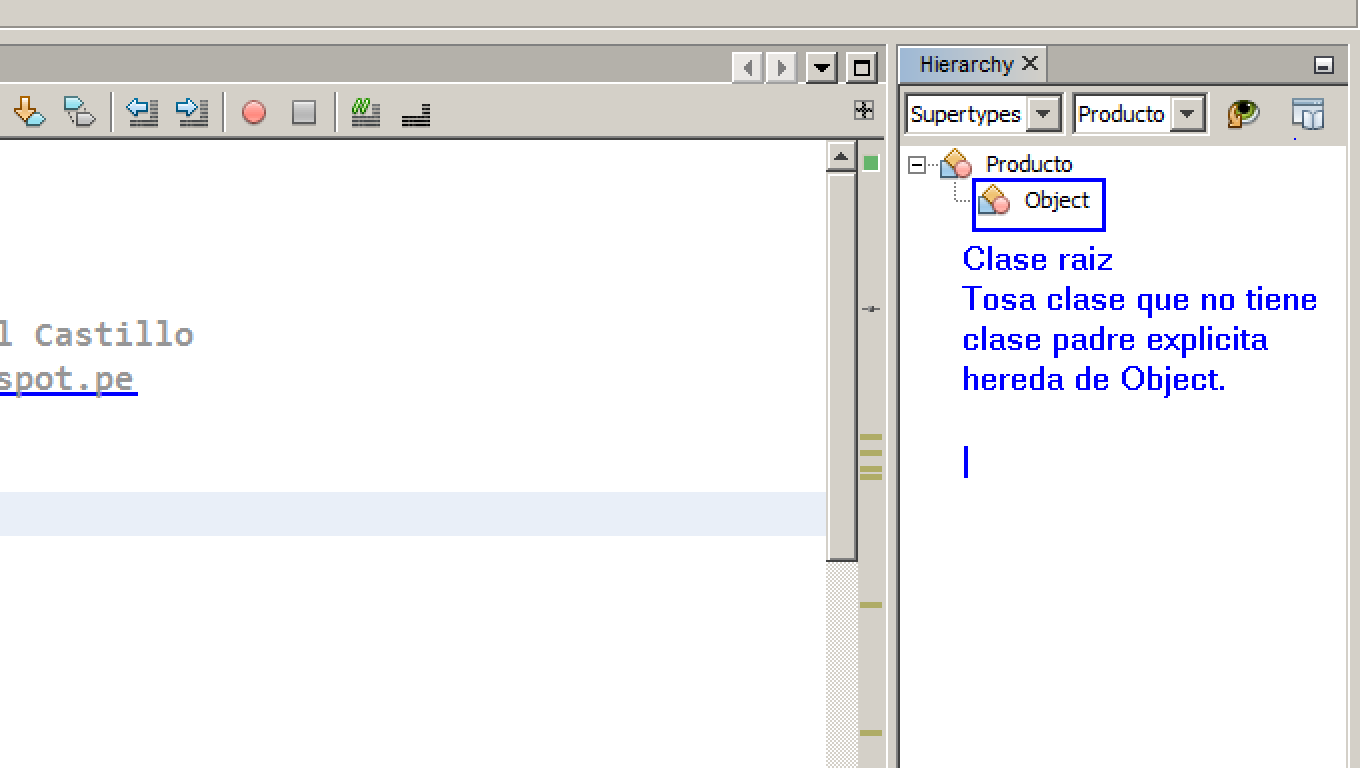 Hierarchy
Supertypes
Producto
Producto
Object
Clase raiz
Tosa clase que no tiene
clase padre explicita
hereda de Object.
l Castillo
spot.pe